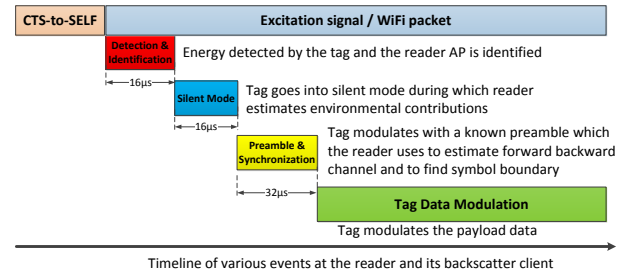 CTS-to-SELF
Excitation signal / WiFi packet
Detection &
Identification
Energy detected by the tag and the reader AP is identified
16µs
Silent Mode
Tag goes into silent mode during which reader
estimates environmental contributions
16µs
Preamble &
Synchronization
Tag modulates with a known preamble which
the reader uses to estimate forward backward
channel and to find symbol boundary
32µs
Tag Data Modulation
Tag modulates the payload data
Timeline of various events at the reader and its backscatter client